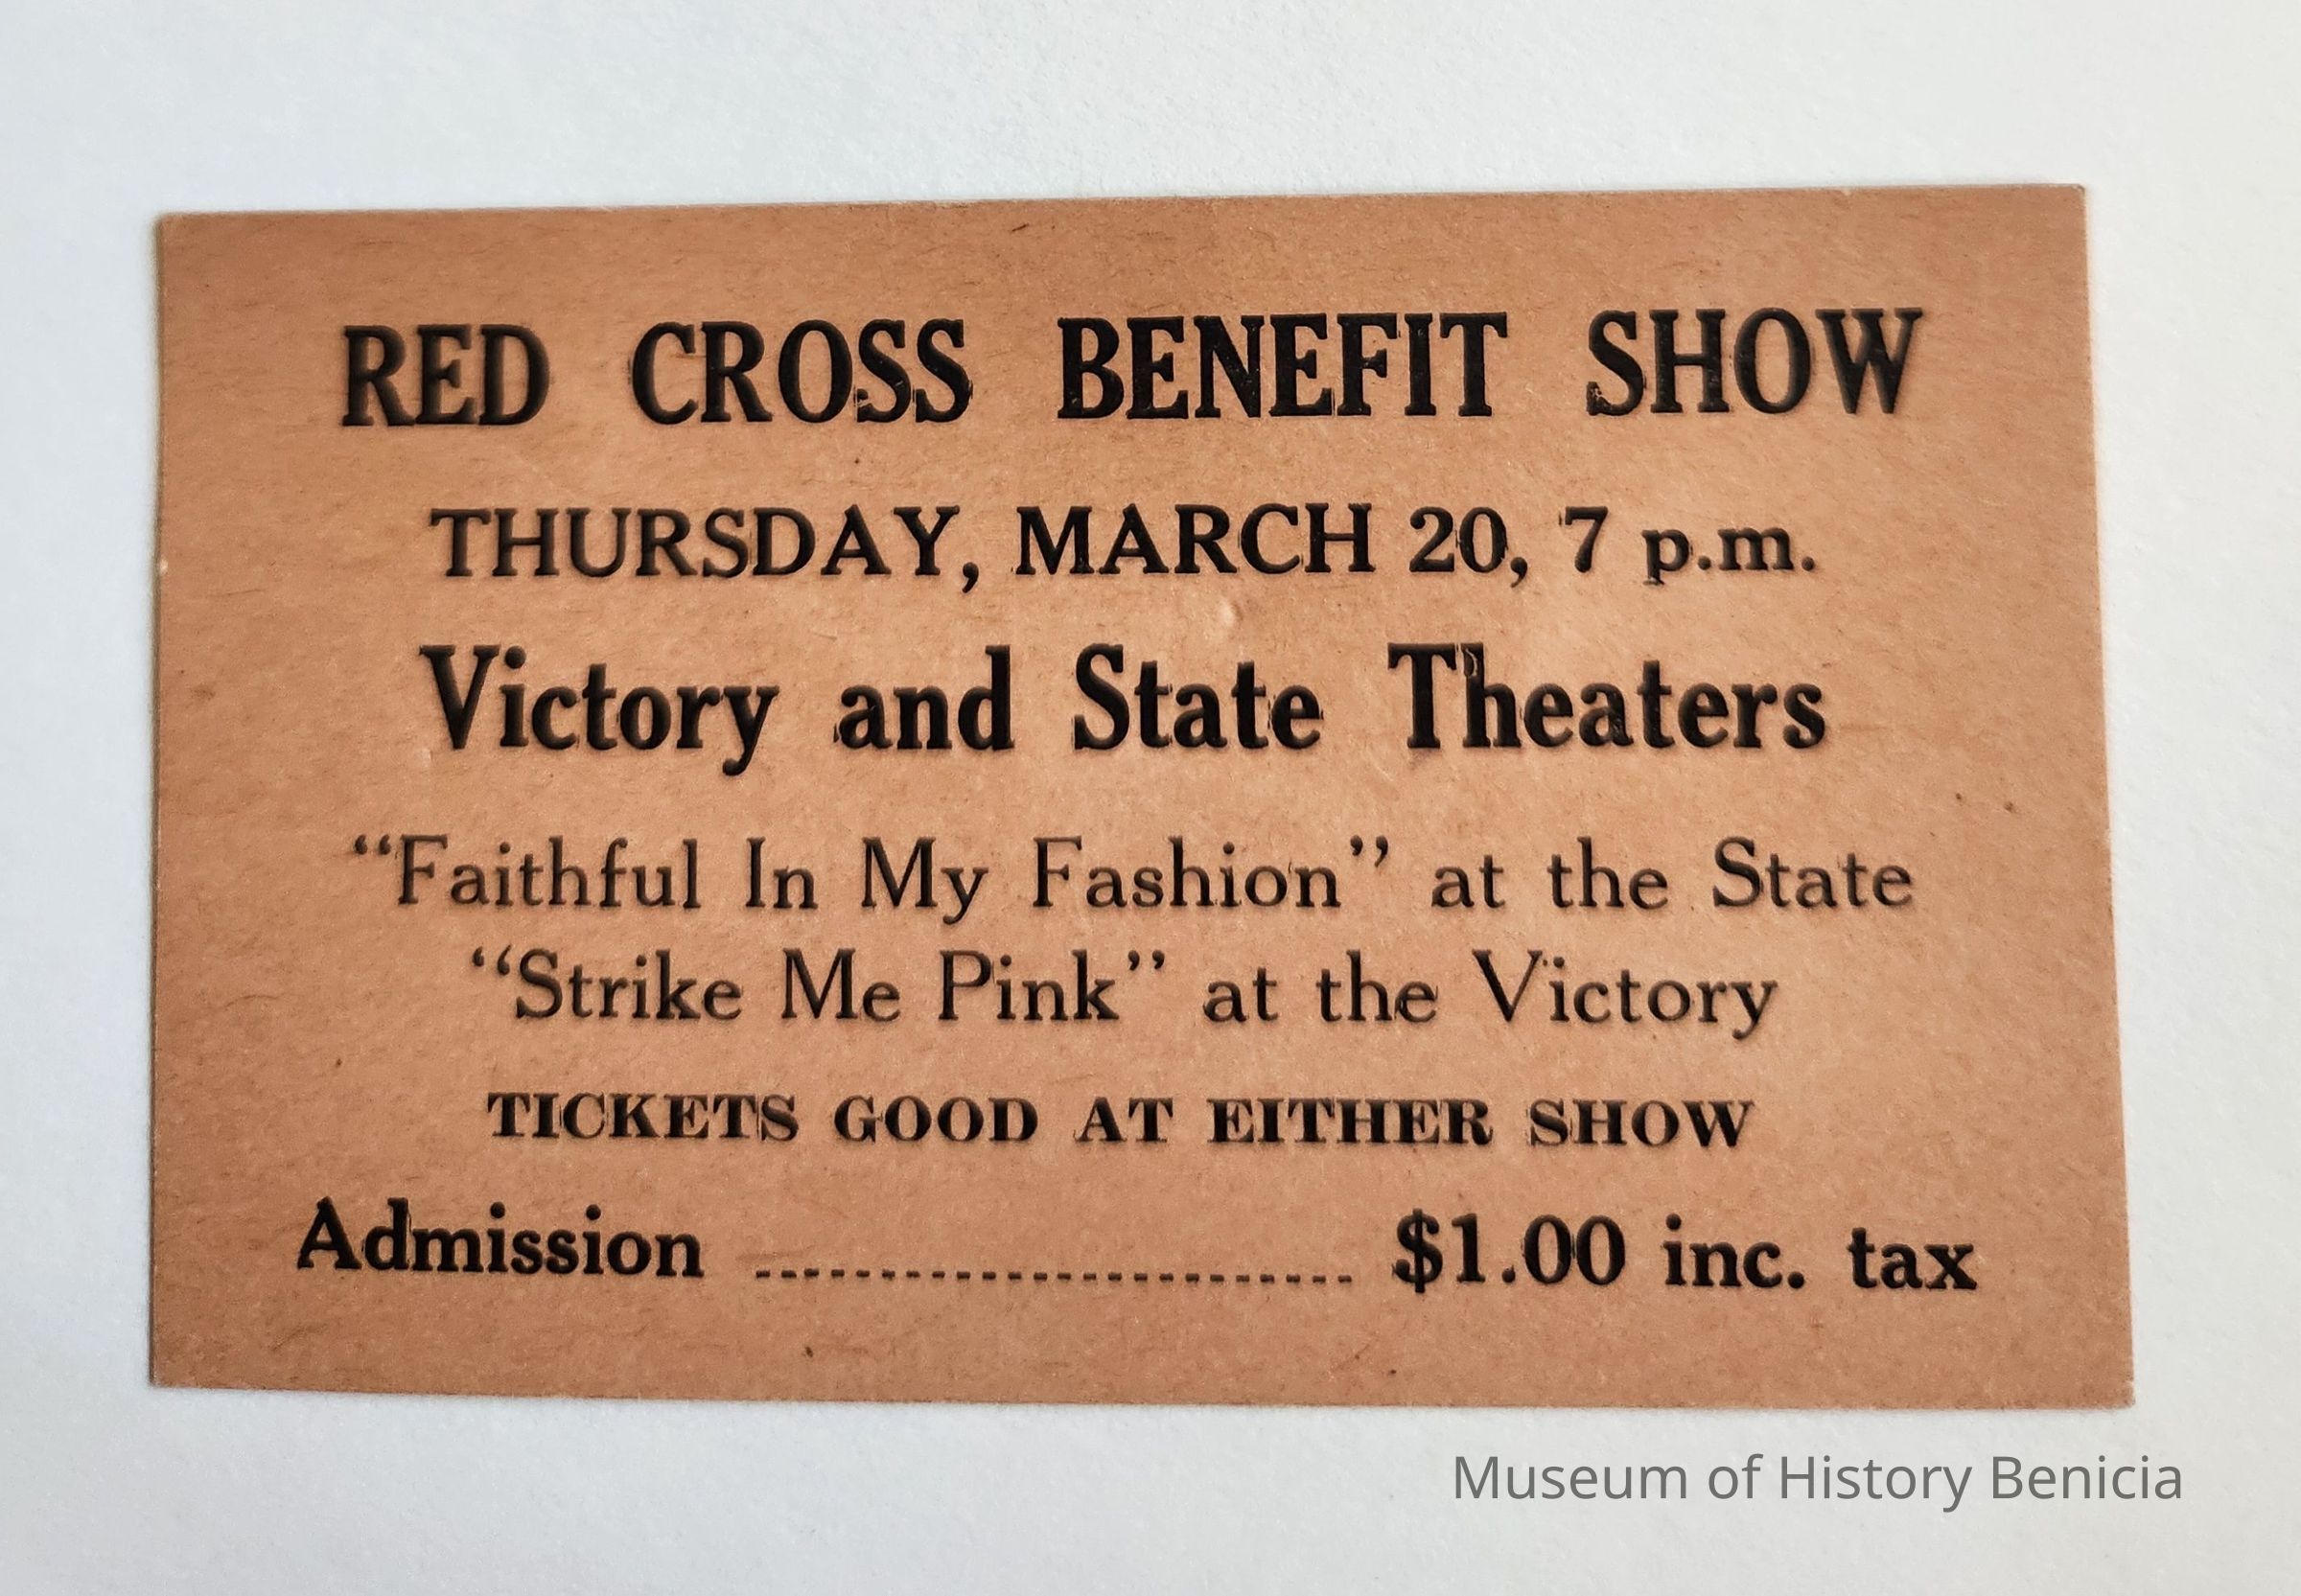 RED CROSS BENEFIT SHOW
THURSDAY, MARCH 20, 7 p.m.
Victory and State Theaters
“Faithful In My Fashion” at the State
“Strike Me Pink” at the Victory
TICKETS GOOD AT EITHER SHOW
Admission ........................ $1.00 inc. tax
Museum of History Benicia